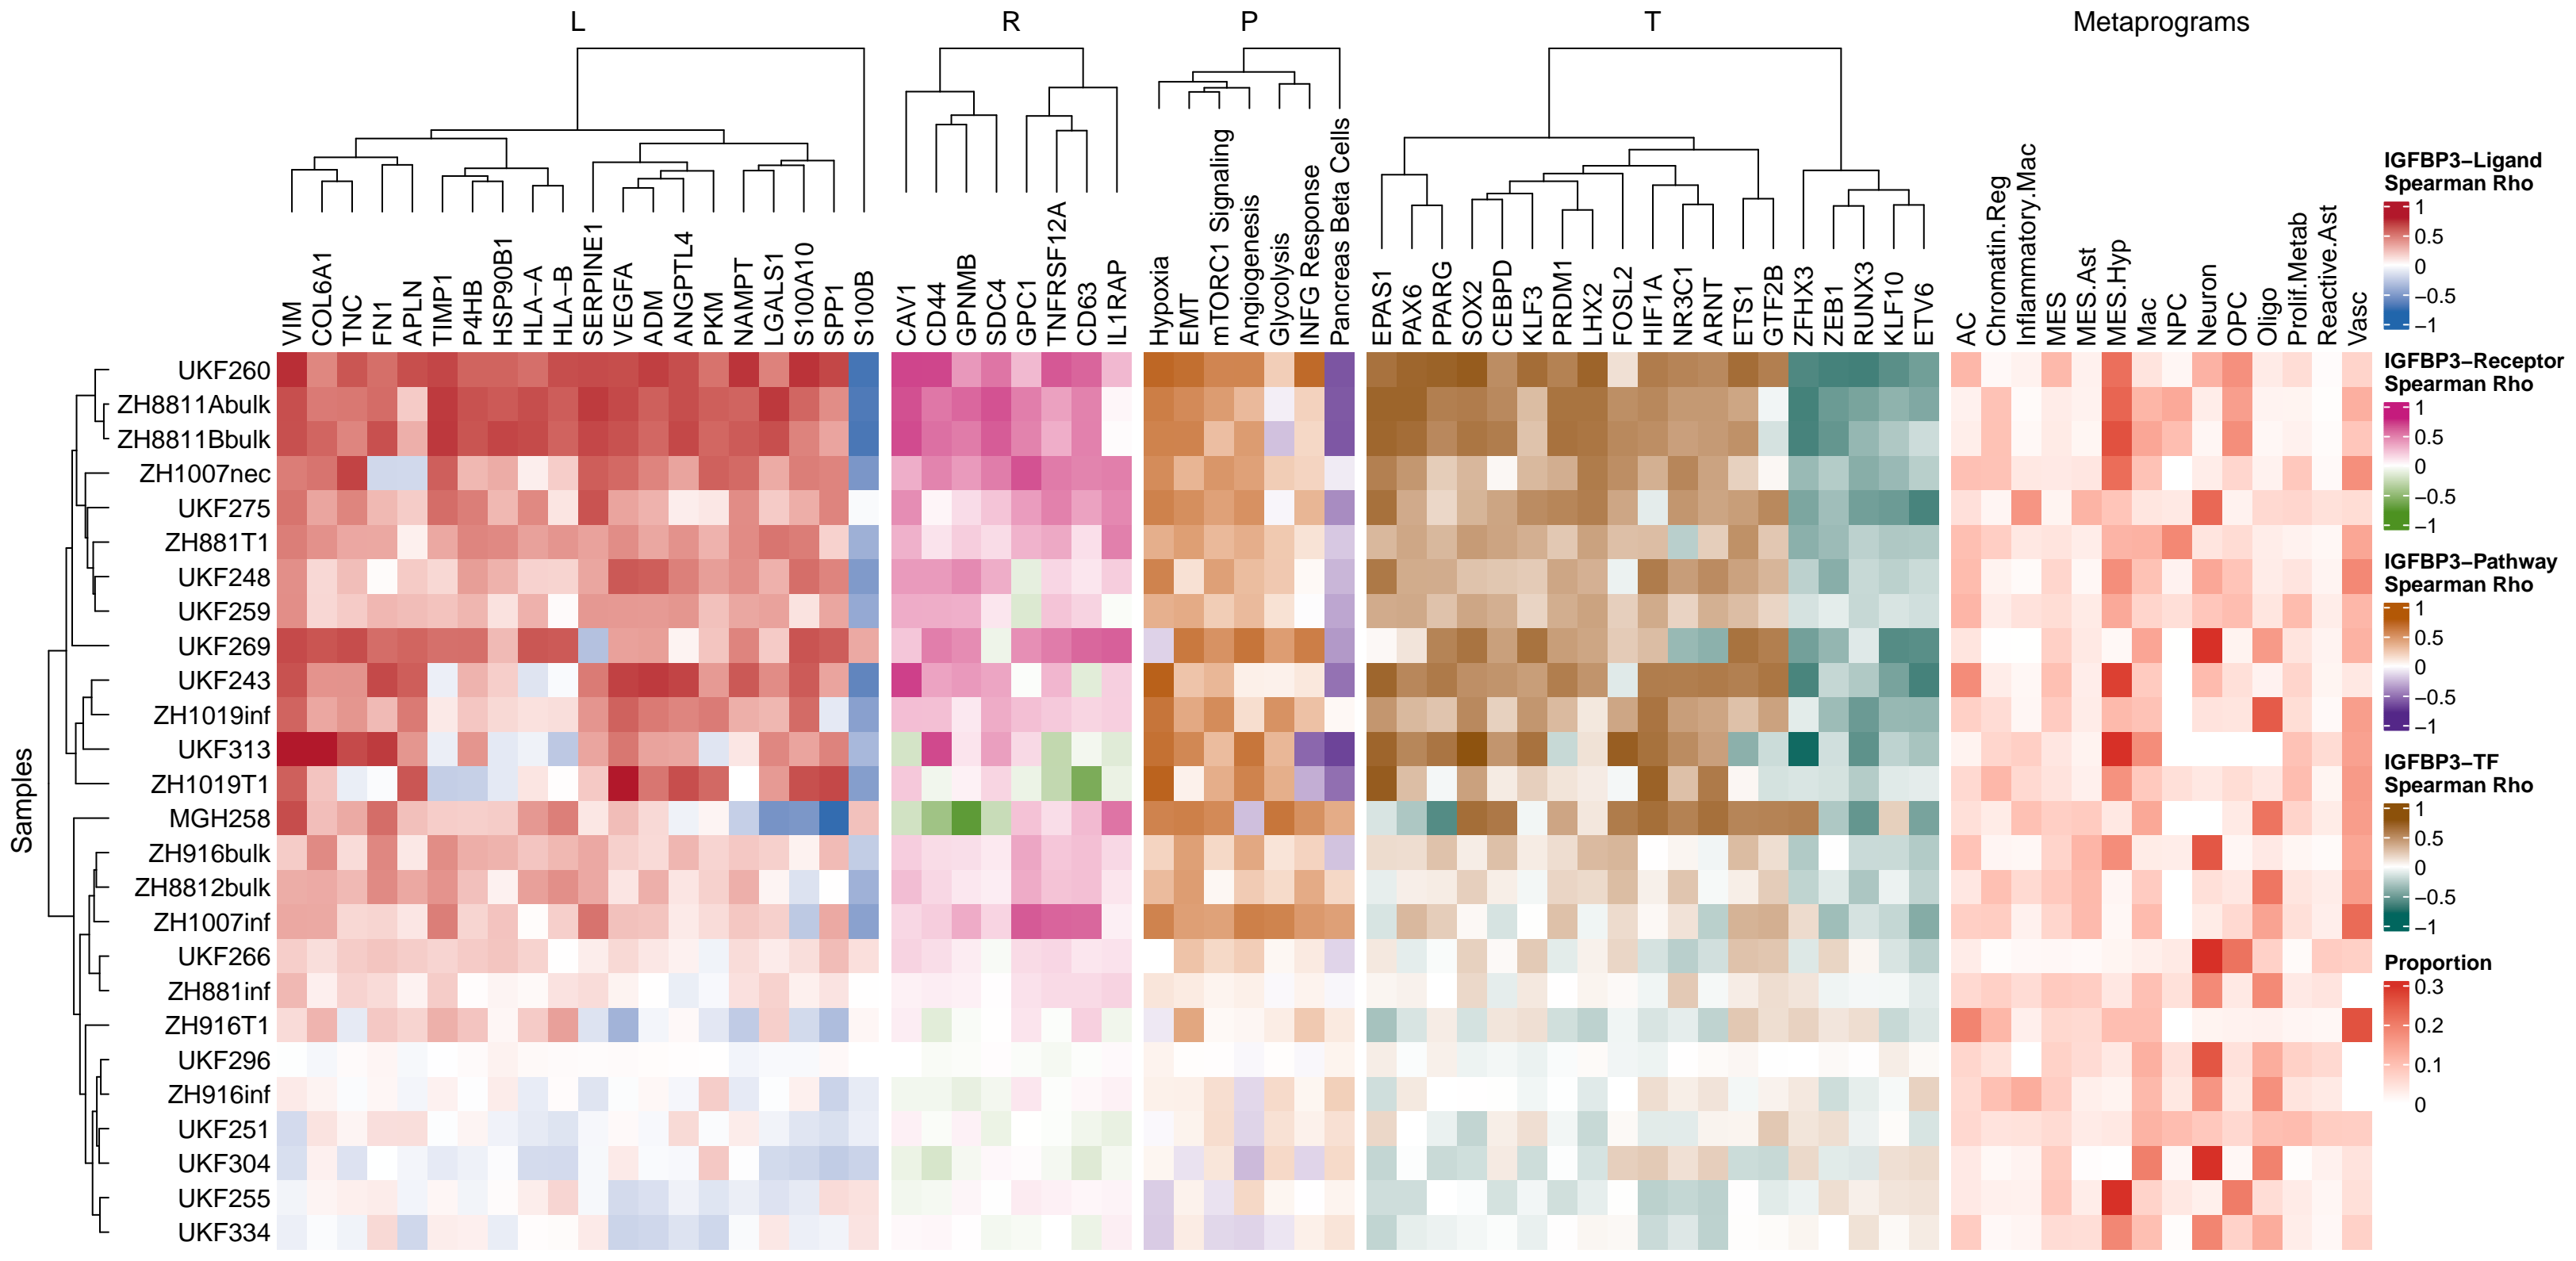 L
R
P
T
Metaprograms
VIM
COL6A1
TNC
FN1
APLN
TIMP1
P4HB
HSP90B1
HLA−A
HLA−B
SERPINE1
VEGFA
ADM
ANGPTL4
PKM
NAMPT
LGALS1
S100A10
SPP1
S100B
CAV1
CD44
GPNMB
SDC4
GPC1
TNFRSF12A
CD63
IL1RAP
Hypoxia
EMT
mTORC1 Signaling
Angiogenesis
Glycolysis
INFG Response
Pancreas Beta Cells
EPAS1
PAX6
PPARG
SOX2
CEBPD
KLF3
PRDM1
LHX2
FOSL2
HIF1A
NR3C1
ARNT
ETS1
GTF2B
ZFHX3
ZEB1
RUNX3
KLF10
ETV6
AC
Chromatin.Reg
Inflammatory.Mac
MES
MES.Ast
MES.Hyp
Mac
NPC
Neuron
OPC
Oligo
Prolif.Metab
Reactive.Ast
Vasc
Samples
UKF260
ZH8811Abulk
ZH8811Bbulk
ZH1007nec
UKF275
ZH881T1
UKF248
UKF259
UKF269
UKF243
ZH1019inf
UKF313
ZH1019T1
MGH258
ZH916bulk
ZH8812bulk
ZH1007inf
UKF266
ZH881inf
ZH916T1
UKF296
ZH916inf
UKF251
UKF304
UKF255
UKF334
IGFBP3−Ligand
Spearman Rho
1
0.5
0
−0.5
−1
IGFBP3−Receptor
Spearman Rho
1
0.5
0
−0.5
−1
IGFBP3−Pathway
Spearman Rho
1
0.5
0
−0.5
−1
IGFBP3−TF
Spearman Rho
1
0.5
0
−0.5
−1
Proportion
0.3
0.2
0.1
0